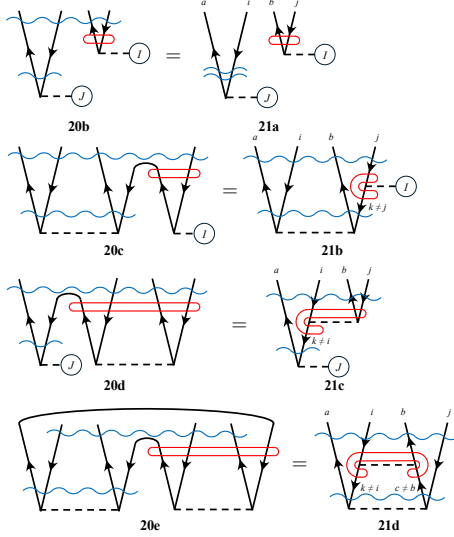 a i b j
I = I
J J
20b 21a
a i b j
= I
k ≠ j
I
20c 21b
a i b j
=
k ≠ i
J J
20d 21c
a i b j
=
k ≠ i c ≠ b
20e 21d